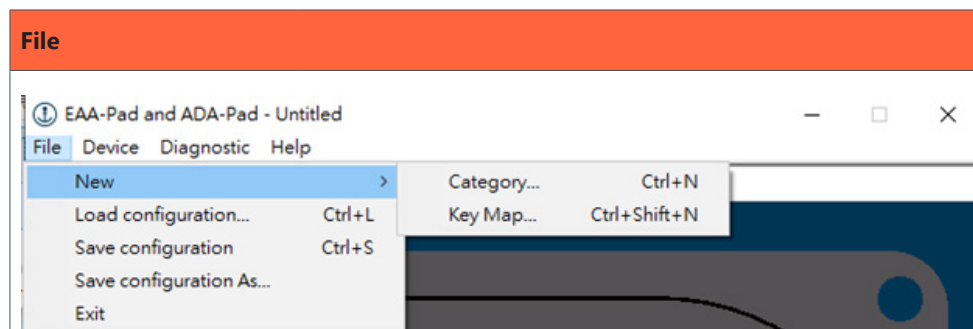 File
EAA-Pad and ADA-Pad - Untitled
File Device Diagnostic Help
New > Category... Ctrl+N
Load configuration... Ctrl+L Key Map... Ctrl+Shift+N
Save configuration Ctrl+S
Save configuration As...
Exit